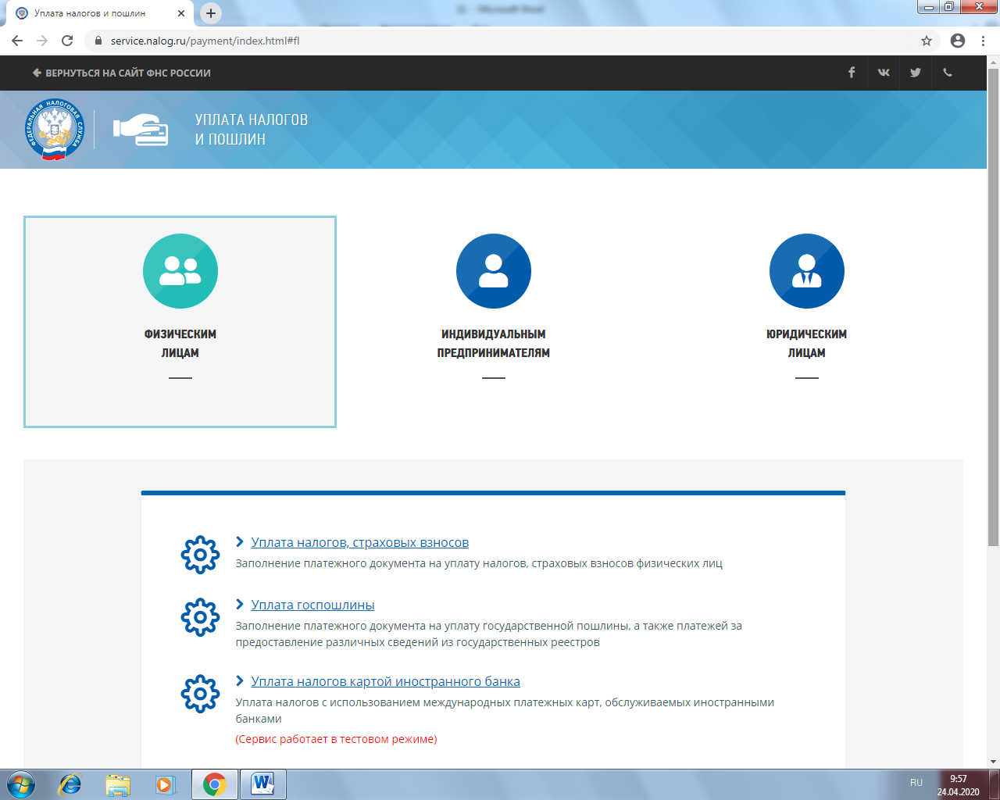 Уплата налогов и пошлин
service.nalog.ru/payment/index.html#fl
ВЕРНУТЬСЯ НА САЙТ ФНС РОССИИ
ФЕДЕРАЛЬНАЯ НАЛОГОВАЯ СЛУЖБА
УПЛАТА НАЛОГОВ
И ПОШЛИН
ФИЗИЧЕСКИМ
ЛИЦАМ
ИНДИВИДУАЛЬНЫМ
ПРЕДПРИНИМАТЕЛЯМ
ЮРИДИЧЕСКИМ
ЛИЦАМ
Уплата налогов, страховых взносов
Заполнение платежного документа на уплату налогов, страховых взносов физических лиц
Уплата госпошлины
Заполнение платежного документа на уплату государственной пошлины, а также платежей за
предоставление различных сведений из государственных реестров
Уплата налогов картой иностранного банка
Уплата налогов с использованием международных платежных карт, обслуживаемых иностранными
банками
(Сервис работает в тестовом режиме)
RU
9:57
24.04.2020